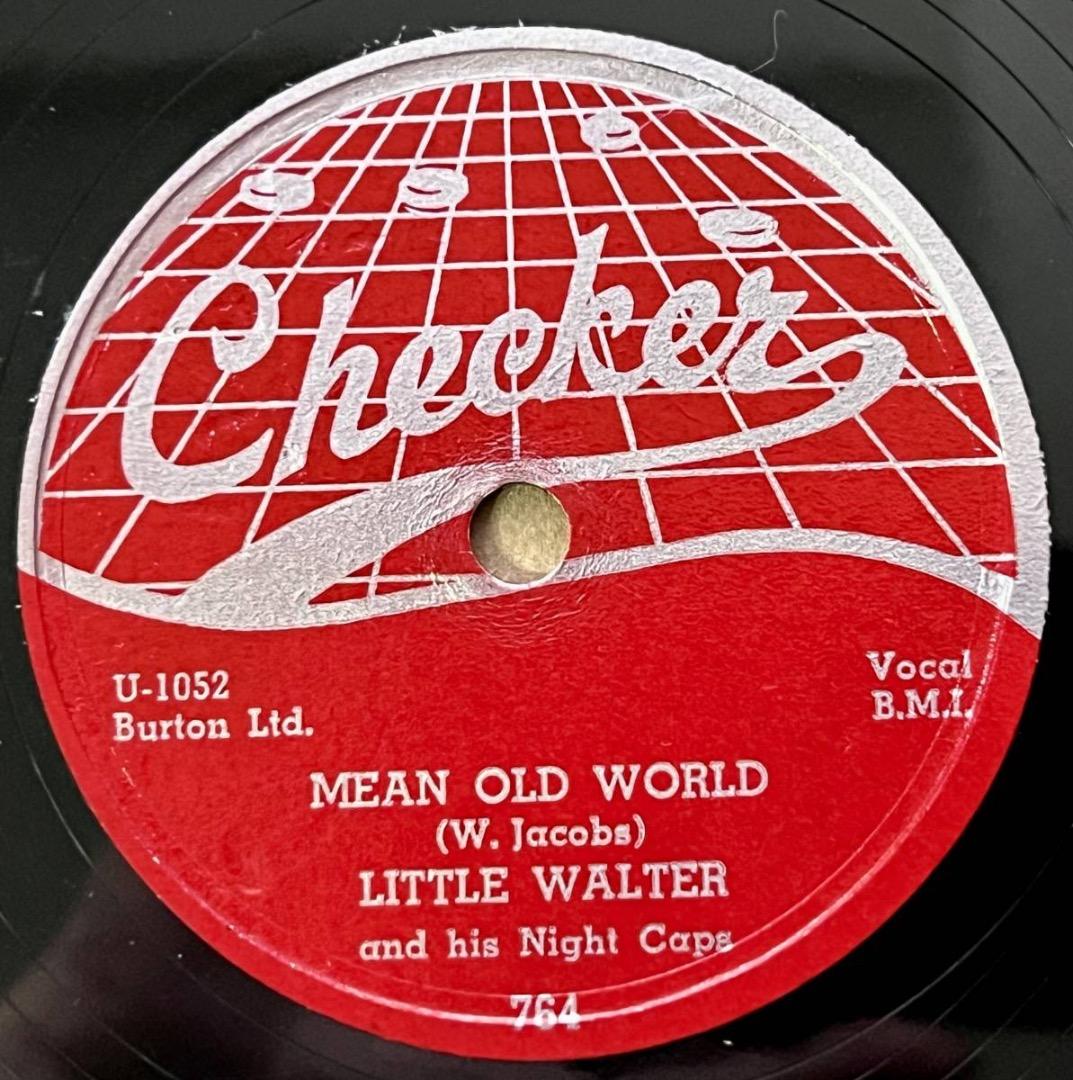 Checker
U-1052
Burton Ltd.
Vocal
B.M.I.
MEAN OLD WORLD
(W. Jacobs)
LITTLE WALTER
and his Night Caps
764